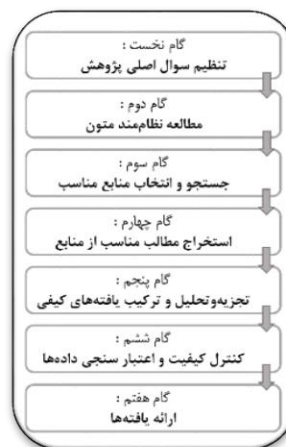 گام نخست :
تنظیم سوال اصلی پژوهش
گام دوم :
مطالعه نظام‌مند متون
گام سوم :
جستجو و انتخاب منابع مناسب
گام چهارم :
استخراج مطالب مناسب از منابع
گام پنجم :
تجزیه‌وتحلیل و ترکیب یافته‌های کیفی
گام ششم :
کنترل کیفیت و اعتبار سنجی داده‌ها
گام هفتم :
ارائه یافته‌ها